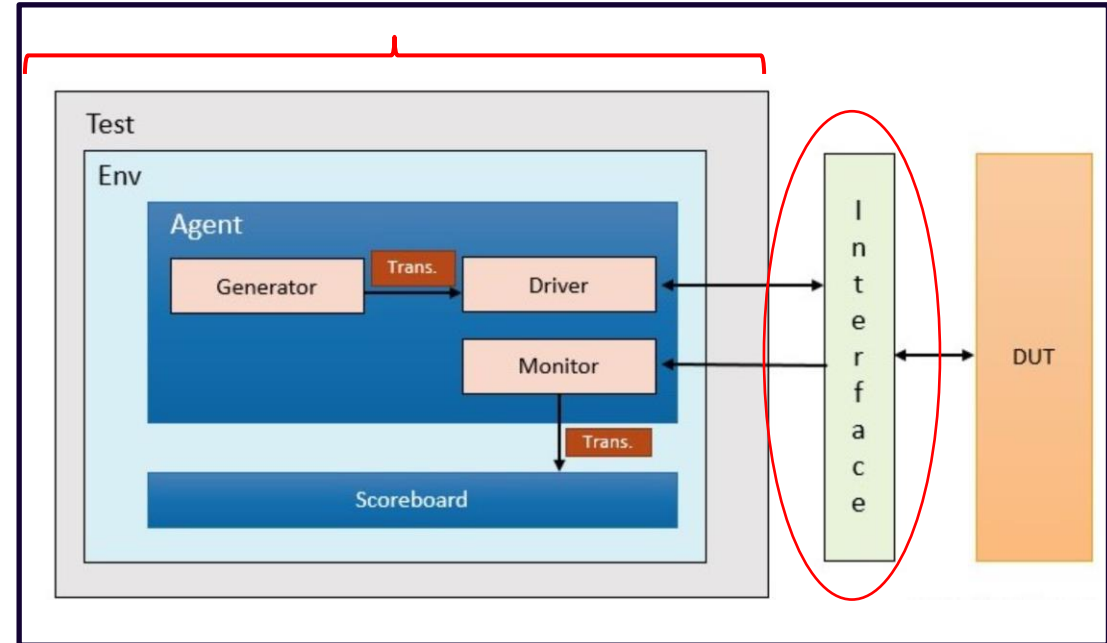 Test
Env
Agent
Generator
Trans.
Driver
Monitor
Trans.
Scoreboard
I
n
t
e
r
f
a
c
e
DUT